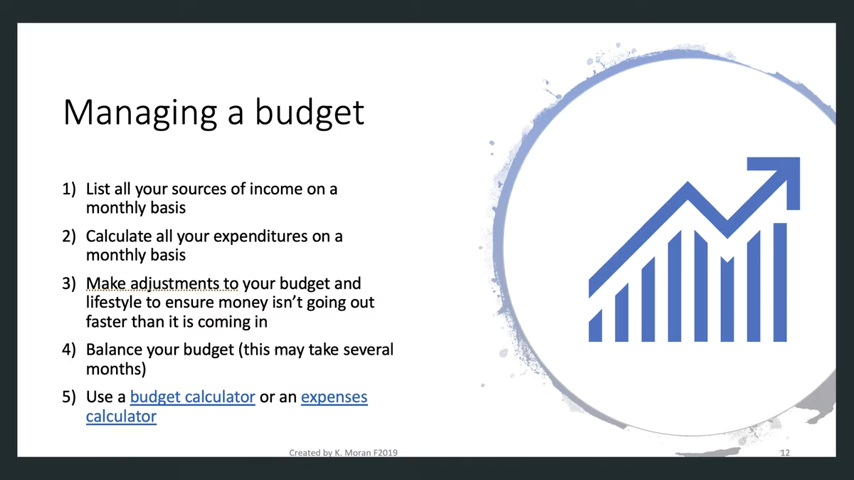 Managing a budget
1) List all your sources of income on a
monthly basis
2) Calculate all your expenditures on a
monthly basis
3) Make adjustments to your budget and
lifestyle to ensure money isn't going out
faster than it is coming in
4) Balance your budget (this may take several
months)
5) Use a budget calculator or an expenses
calculator
Created by K. Moran F2019
12